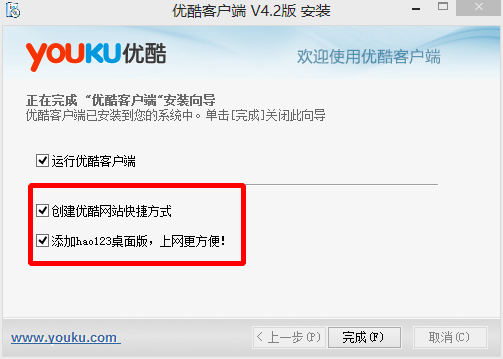 优酷客户端 V4.2版 安装
YOUKU优酷
欢迎使用优酷客户端
正在完成 “优酷客户端”安装向导
优酷客户端已安装到您的系统中。单击[完成]关闭此向导
运行优酷客户端
创建优酷网站快捷方式
添加hao123桌面版，上网更方便！
www.youku.com
<上一步(P)
完成(F)
取消(C)